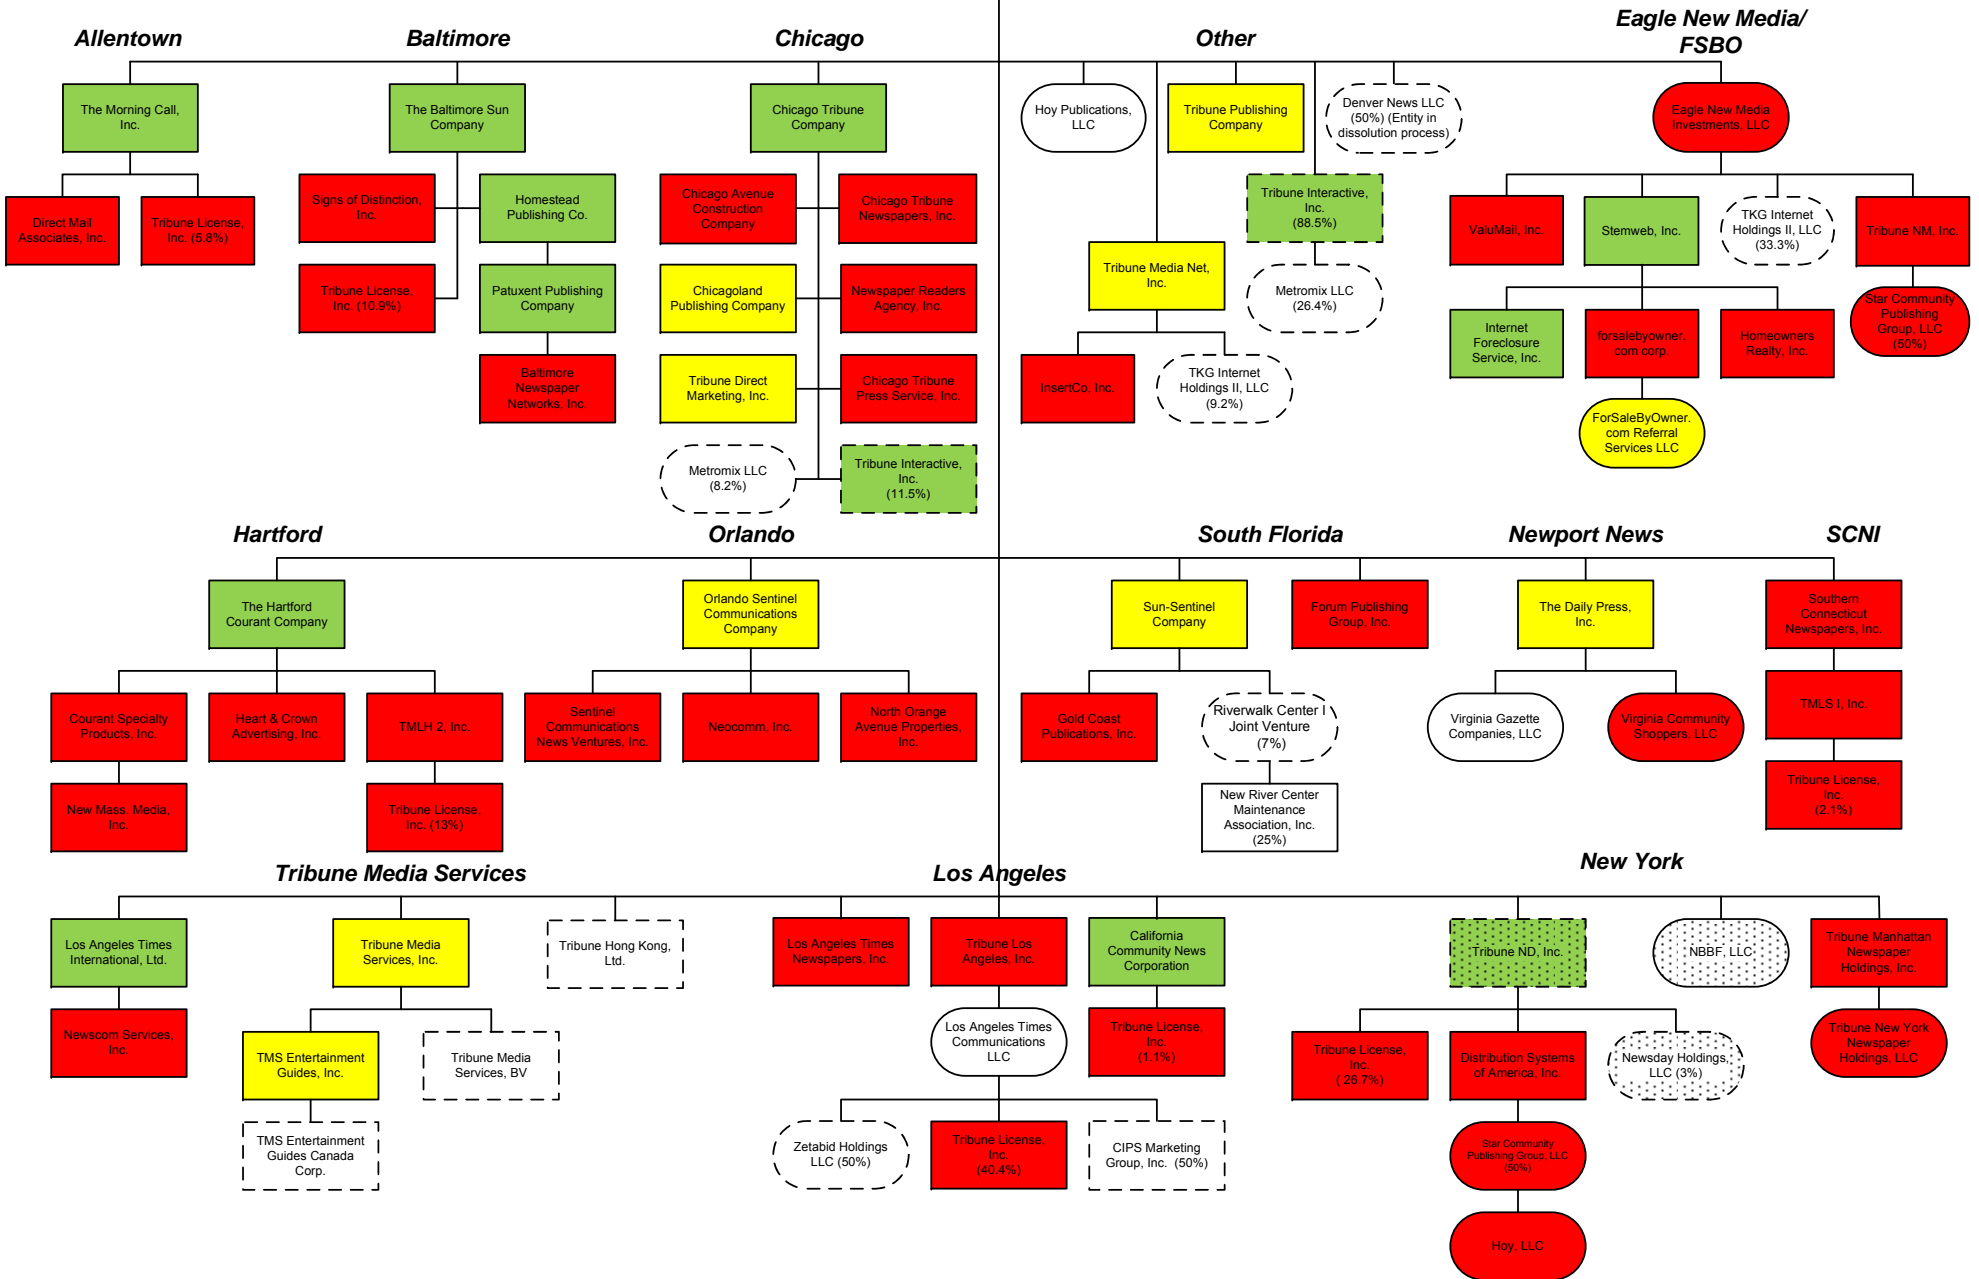 Allentown
Baltimore
Chicago
Other
Eagle New Media/
FSBO
The Morning Call,
Inc.
The Baltimore Sun
Company
Chicago Tribune
Company
Hoy Publications,
LLC
Tribune Publishing
Company
Denver News LLC
(50%) (Entity in
dissolution process)
Eagle New Media
Investments, LLC
Direct Mail
Associates, Inc.
Tribune License,
Inc. (5.8%)
Signs of Distinction,
Inc.
Homestead
Publishing Co.
Chicago Avenue
Construction
Company
Chicago Tribune
Newspapers, Inc.
Tribune Interactive,
Inc.
(88.5%)
ValuMail, Inc.
Stemweb, Inc.
TKG Internet
Holdings II, LLC
(33.3%)
Tribune NM, Inc.
Tribune License,
Inc. (10.9%)
Patuxent Publishing
Company
Chicagoland
Publishing Company
Newspaper Readers
Agency, Inc.
Tribune Media Net,
Inc.
Metromix LLC
(26.4%)
Internet
Foreclosure
Service, Inc.
forsalebyowner.
com corp.
Homeowners
Realty, Inc.
Star Community
Publishing
Group, LLC
(50%)
Baltimore
Newspaper
Networks, Inc.
Tribune Direct
Marketing, Inc.
Chicago Tribune
Press Service, Inc.
InsertCo, Inc.
TKG Internet
Holdings II, LLC
(9.2%)
ForSaleByOwner.
com Referral
Services LLC
Metromix LLC
(8.2%)
Tribune Interactive,
Inc.
(11.5%)
Hartford
Orlando
South Florida
Newport News
SCNI
The Hartford
Courant Company
Orlando Sentinel
Communications
Company
Sun-Sentinel
Company
Forum Publishing
Group, Inc.
The Daily Press,
Inc.
Southern
Connecticut
Newspapers, Inc.
Courant Specialty
Products, Inc.
Heart & Crown
Advertising, Inc.
TMLH 2, Inc.
Sentinel
Communications
News Ventures, Inc.
Neocomm, Inc.
North Orange
Avenue Properties,
Inc.
Gold Coast
Publications, Inc.
Riverwalk Center I
Joint Venture
(7%)
Virginia Gazette
Companies, LLC
Virginia Community
Shoppers, LLC
TMLS I, Inc.
New Mass. Media,
Inc.
Tribune License,
Inc. (13%)
New River Center
Maintenance
Association, Inc.
(25%)
Tribune License,
Inc.
(2.1%)
Tribune Media Services
Los Angeles
New York
Los Angeles Times
International, Ltd.
Tribune Media
Services, Inc.
Tribune Hong Kong,
Ltd.
Los Angeles Times
Newspapers, Inc.
Tribune Los
Angeles, Inc.
California
Community News
Corporation
Tribune ND, Inc.
NBBF, LLC
Tribune Manhattan
Newspaper
Holdings, Inc.
Newscom Services,
Inc.
TMS Entertainment
Guides, Inc.
Tribune Media
Services, BV
Los Angeles Times
Communications
LLC
Tribune License,
Inc.
(1.1%)
Tribune License,
Inc.
( 26.7%)
Distribution Systems
of America, Inc.
Newsday Holdings,
LLC (3%)
Tribune New York
Newspaper
Holdings, LLC
TMS Entertainment
Guides Canada
Corp.
Zetabid Holdings
LLC (50%)
Tribune License,
Inc.
(40.4%)
CIPS Marketing
Group, Inc. (50%)
Star Community
Publishing Group, LLC
(50%)
Hoy, LLC